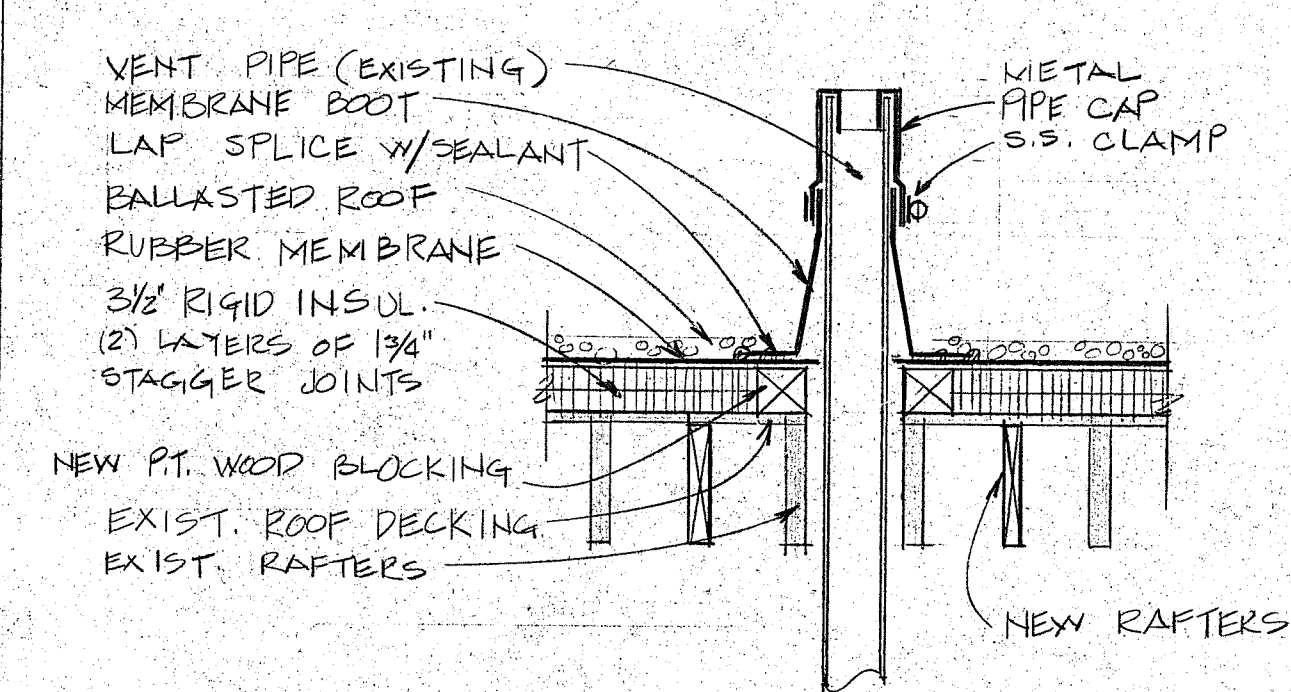 VENT PIPE (EXISTING)
MEMBRANE BOOT
LAP SPLICE W/SEALANT
BALLASTED ROOF
RUBBER MEMBRANE
3½" RIGID INSUL.
(2) LAYERS OF 1¾"
STAGGER JOINTS
NEW P.T. WOOD BLOCKING
EXIST. ROOF DECKING
EXIST. RAFTERS
METAL
PIPE CAP
S.S. CLAMP
NEW RAFTERS